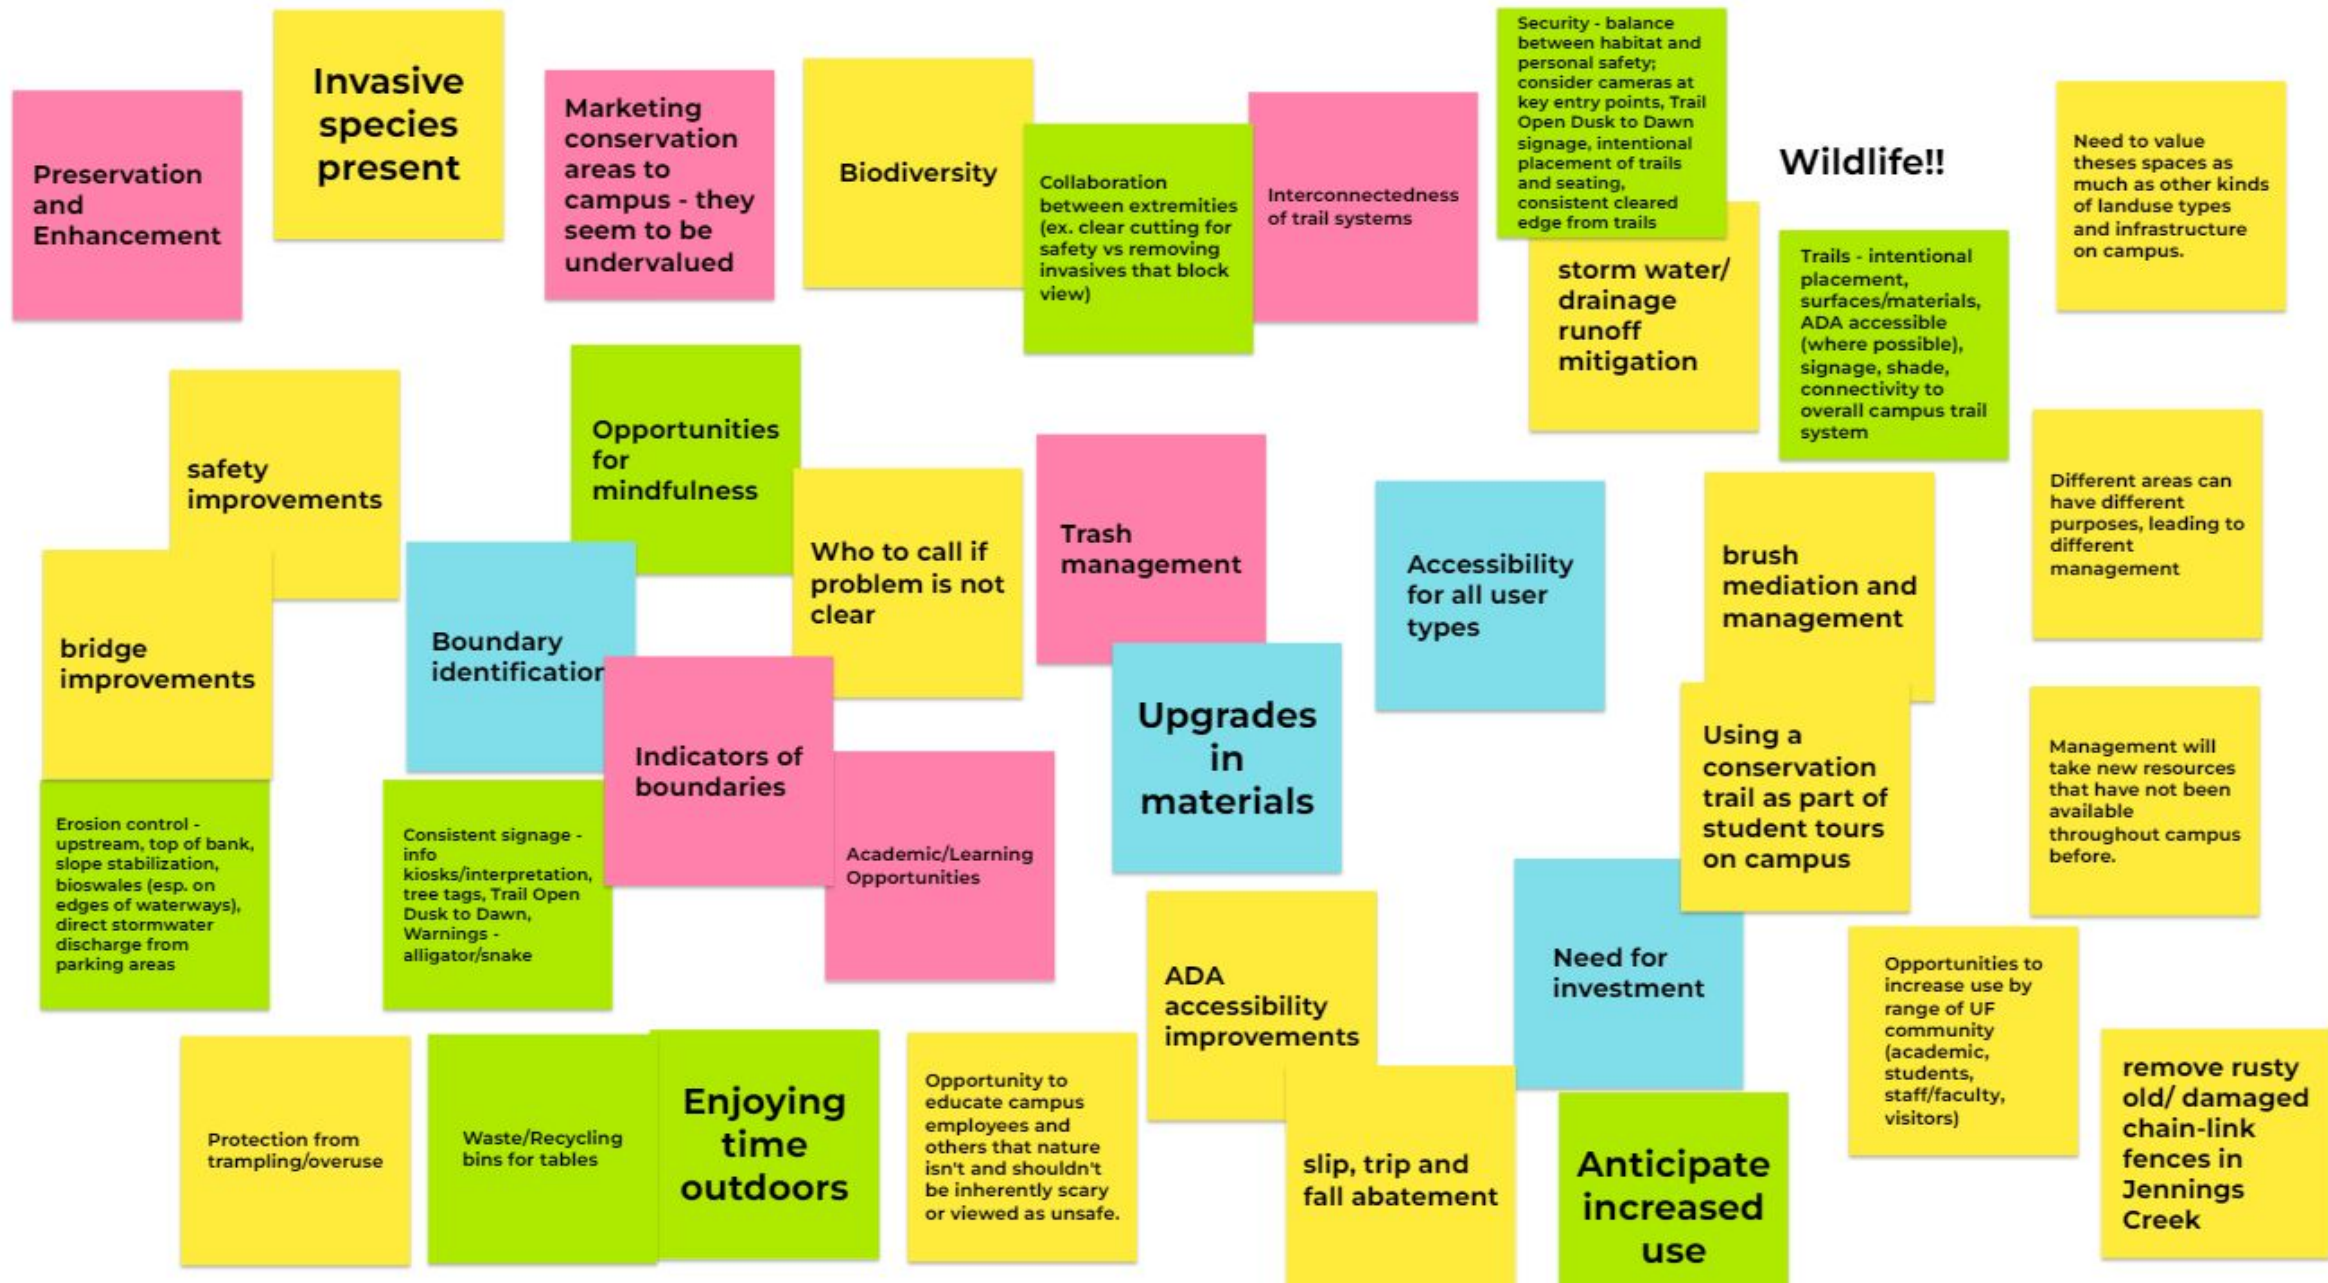 Preservation
and
Enhancement
Invasive
species
present
Marketing
conservation
areas to
campus - they
seem to be
undervalued
Biodiversity
Collaboration
between extremities
(ex. clear cutting for
safety vs removing
invasives that block
view)
Interconnectedness
of trail systems
Security - balance
between habitat and
personal safety;
consider cameras at
key entry points, Trail
Open Dusk to Dawn
signage, intentional
placement of trails
and seating,
consistent cleared
edge from trails
Wildlife!!
Need to value
theses spaces as
much as other kinds
of landuse types
and infrastructure
on campus.
storm water/
drainage
runoff
mitigation
Trails - intentional
placement,
surfaces/materials,
ADA accessible
(where possible),
signage, shade,
connectivity to
overall campus trail
system
safety
improvements
Opportunities
for
mindfulness
Who to call if
problem is not
clear
Trash
management
Accessibility
for all user
types
brush
mediation and
management
Different areas can
have different
purposes, leading to
different
management
bridge
improvements
Boundary
identification
Indicators of
boundaries
Upgrades
in
materials
Using a
conservation
trail as part of
student tours
on campus
Management will
take new resources
that have not been
available
throughout campus
before.
Erosion control -
upstream, top of bank,
slope stabilization,
bioswales (esp. on
edges of waterways),
direct stormwater
discharge from
parking areas
Consistent signage -
info
kiosks/interpretation,
tree tags, Trail Open
Dusk to Dawn,
Warnings -
alligator/snake
Academic/Learning
Opportunities
ADA
accessibility
improvements
Need for
investment
Opportunities to
increase use by
range of UF
community
(academic,
students,
staff/faculty,
visitors)
Protection from
trampling/overuse
Waste/Recycling
bins for tables
Enjoying
time
outdoors
Opportunity to
educate campus
employees and
others that nature
isn't and shouldn't
be inherently scary
or viewed as unsafe.
slip, trip and
fall abatement
Anticipate
increased
use
remove rusty
old/ damaged
chain-link
fences in
Jennings
Creek